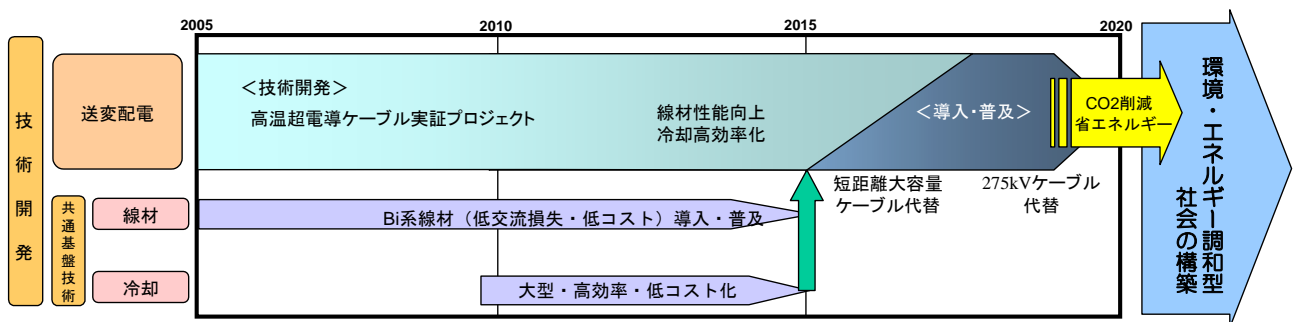 2005
2010
2015
2020
技術開発
送変配電
＜技術開発＞
高温超電導ケーブル実証プロジェクト
線材性能向上
冷却高効率化
＜導入・普及＞
CO2削減
省エネルギー
環境・エネルギー調和型
社会の構築
短距離大容量
ケーブル代替
275kVケーブル
代替
共通基盤技術
線材
Bi系線材（低交流損失・低コスト）導入・普及
冷却
大型・高効率・低コスト化